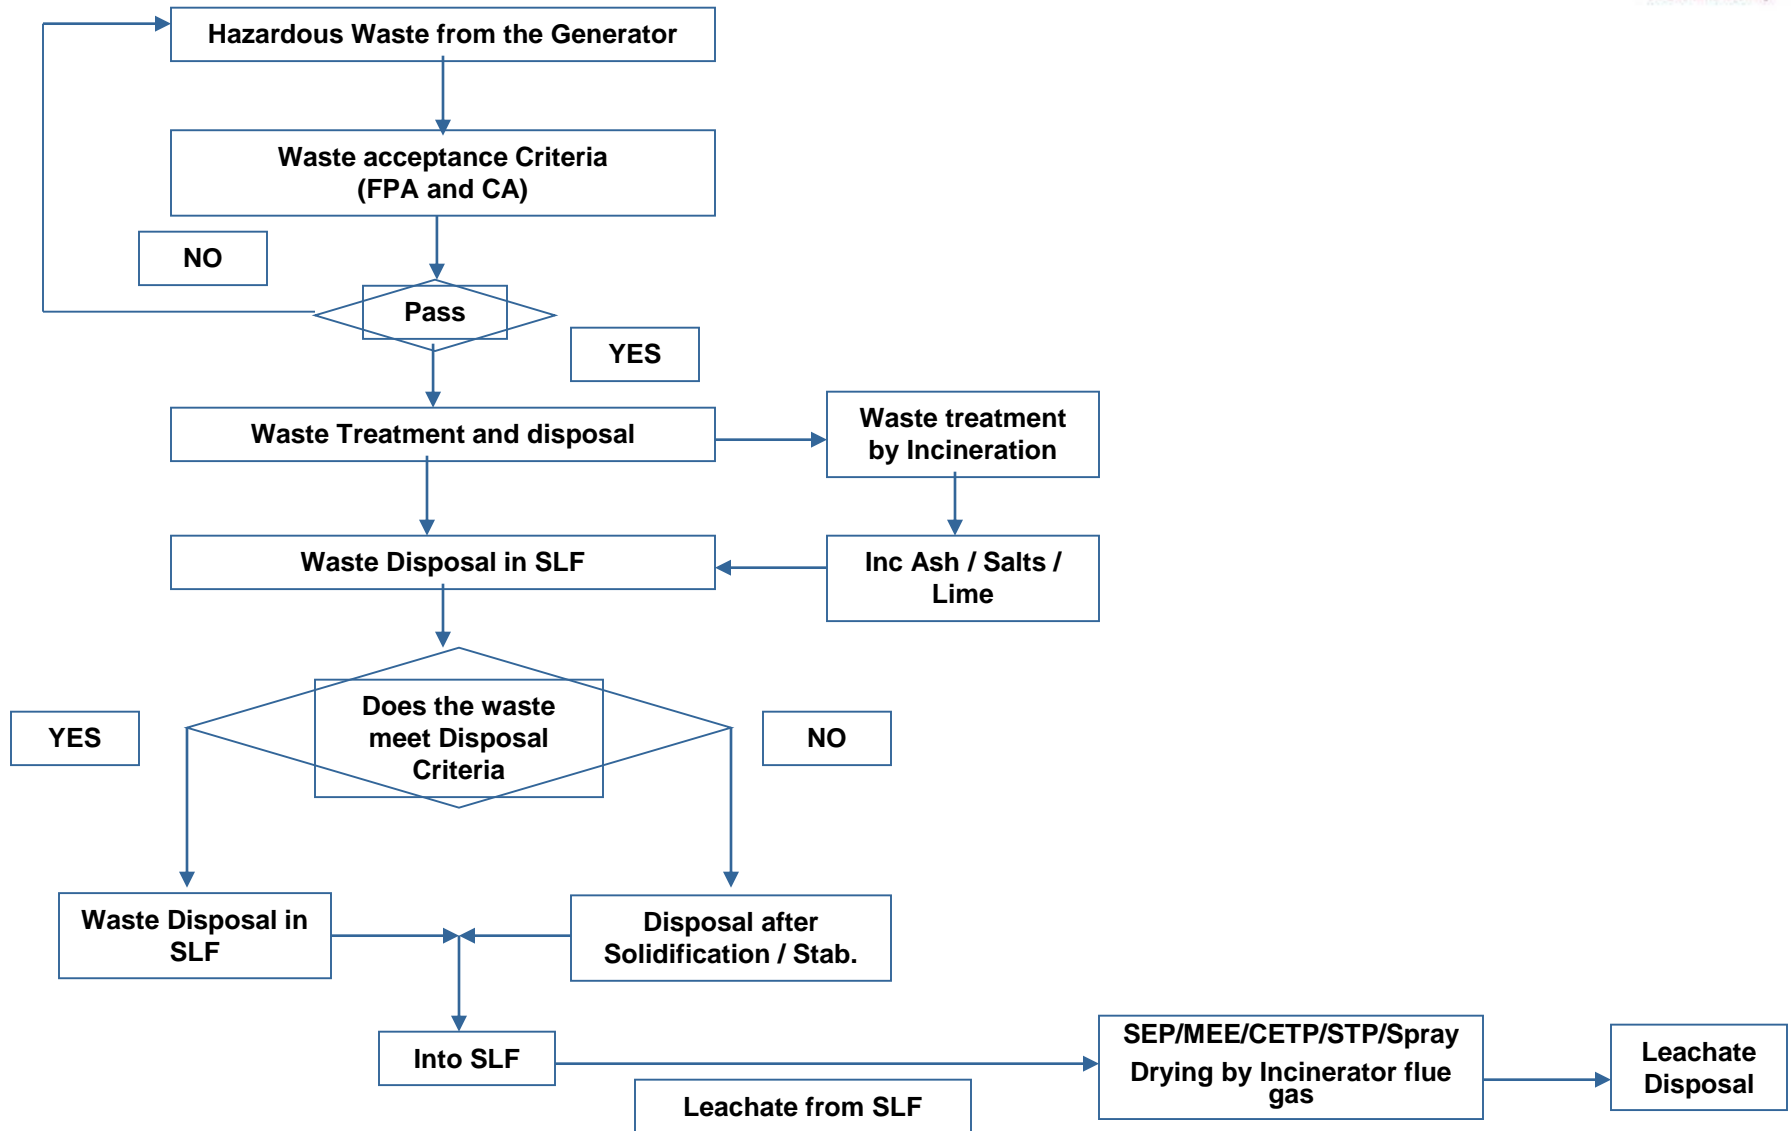 Hazardous Waste from the Generator
Waste acceptance Criteria
(FPA and CA)
NO
Pass
YES
Waste Treatment and disposal
Waste treatment
by Incineration
Waste Disposal in SLF
Inc Ash / Salts /
Lime
Does the waste
meet Disposal
Criteria
YES
NO
Waste Disposal in
SLF
Disposal after
Solidification / Stab.
Into SLF
SEP/MEE/CETP/STP/Spray
Drying by Incinerator flue
gas
Leachate
Disposal
Leachate from SLF